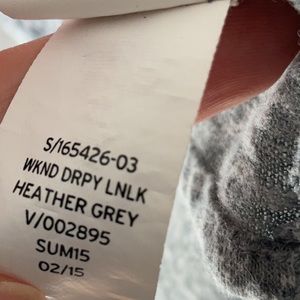 S/165426-03
WKND DRPY LNLK
HEATHER GREY
V/002895
SUM15
02/15